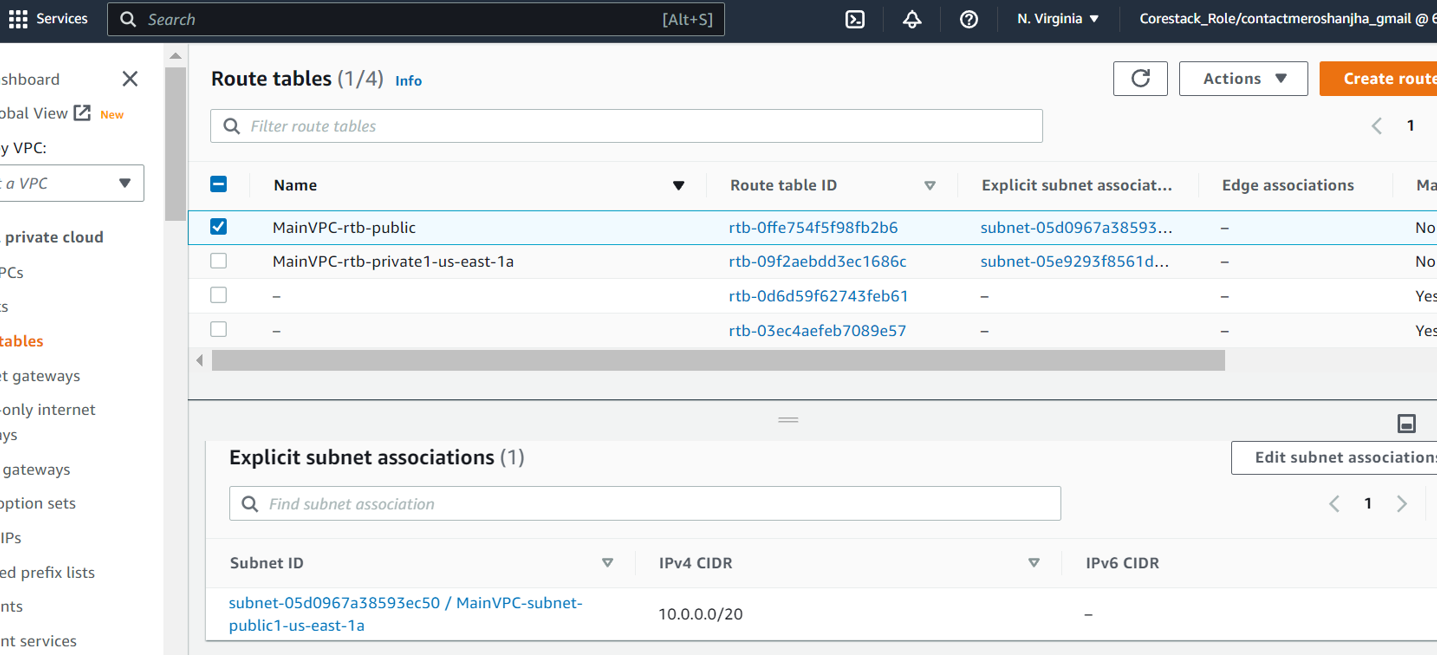 Services
Search
[Alt+S]
N. Virginia
Corestack_Role/contactmeroshanjha_gmail @ 6
shboard
obal View New
y VPC:
t a VPC
private cloud
PCs
ts
tables
et gateways
-only internet
ays
gateways
option sets
IPs
ed prefix lists
nts
nt services
Route tables (1/4) Info
Actions
Create route
Filter route tables
1
Name Route table ID Explicit subnet associat... Edge associations Ma
MainVPC-rtb-public rtb-0ffe754f5f98fb2b6 subnet-05d0967a38593... – No
MainVPC-rtb-private1-us-east-1a rtb-09f2aebdd3ec1686c subnet-05e9293f8561d... – No
– rtb-0d6d59f62743feb61 – – Yes
– rtb-03ec4aefeb7089e57 – – Yes
Explicit subnet associations (1)
Edit subnet associations
Find subnet association
1
Subnet ID IPv4 CIDR IPv6 CIDR
subnet-05d0967a38593ec50 / MainVPC-subnet-
public1-us-east-1a
10.0.0.0/20 –